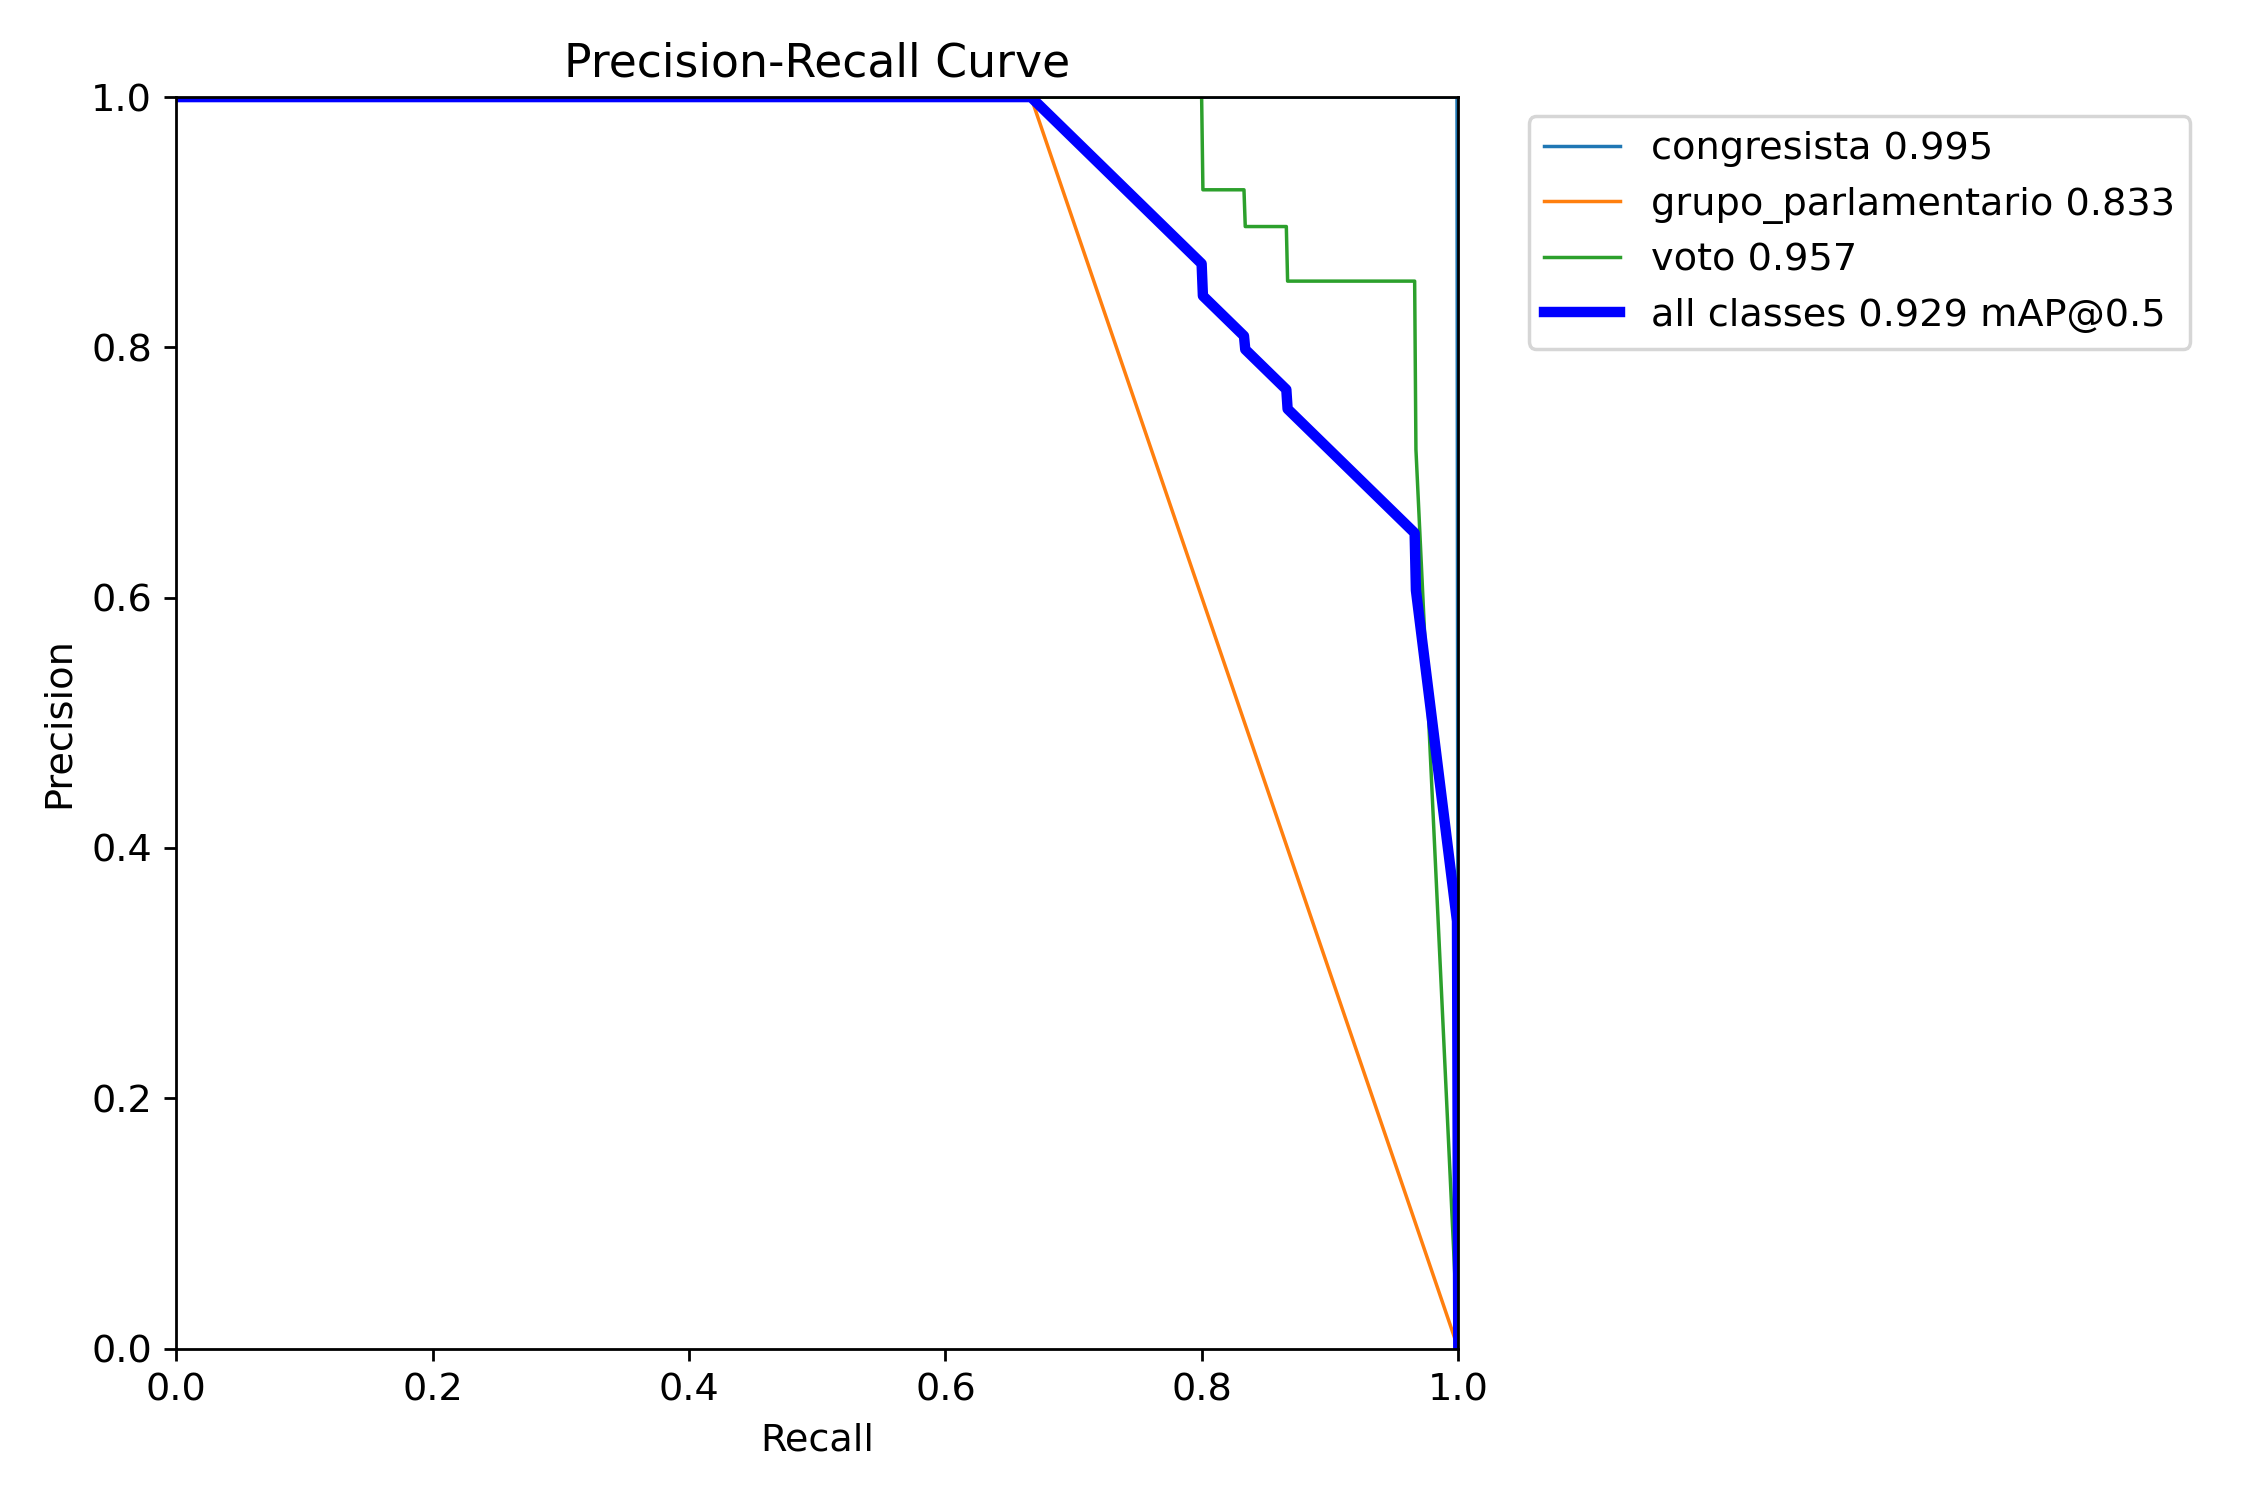 Precision-Recall Curve
1.0
0.8
0.6
0.4
0.2
0.0
Precision
0.0 0.2 0.4 0.6 0.8 1.0
Recall
congresista 0.995
grupo_parlamentario 0.833
voto 0.957
all classes 0.929 mAP@0.5